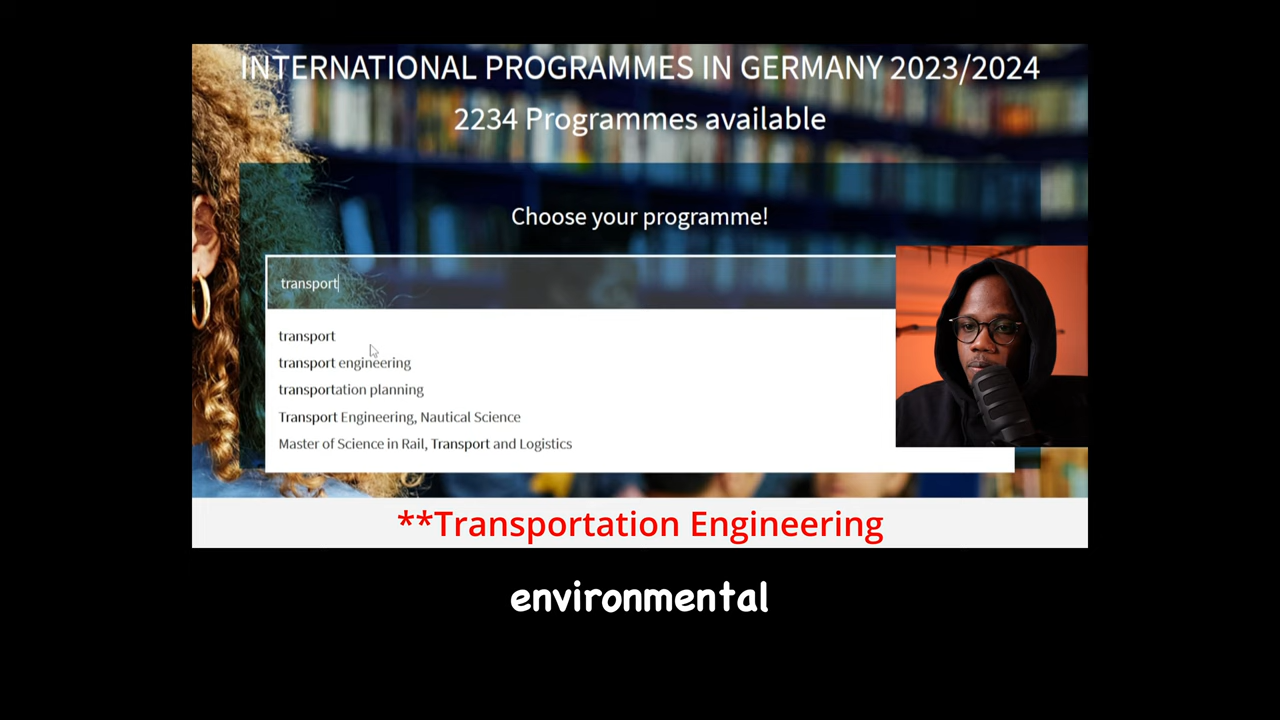 INTERNATIONAL PROGRAMMES IN GERMANY 2023/2024
2234 Programmes available
Choose your programme!
transport
transport
transport engineering
transportation planning
Transport Engineering, Nautical Science
Master of Science in Rail, Transport and Logistics
**Transportation Engineering
environmental